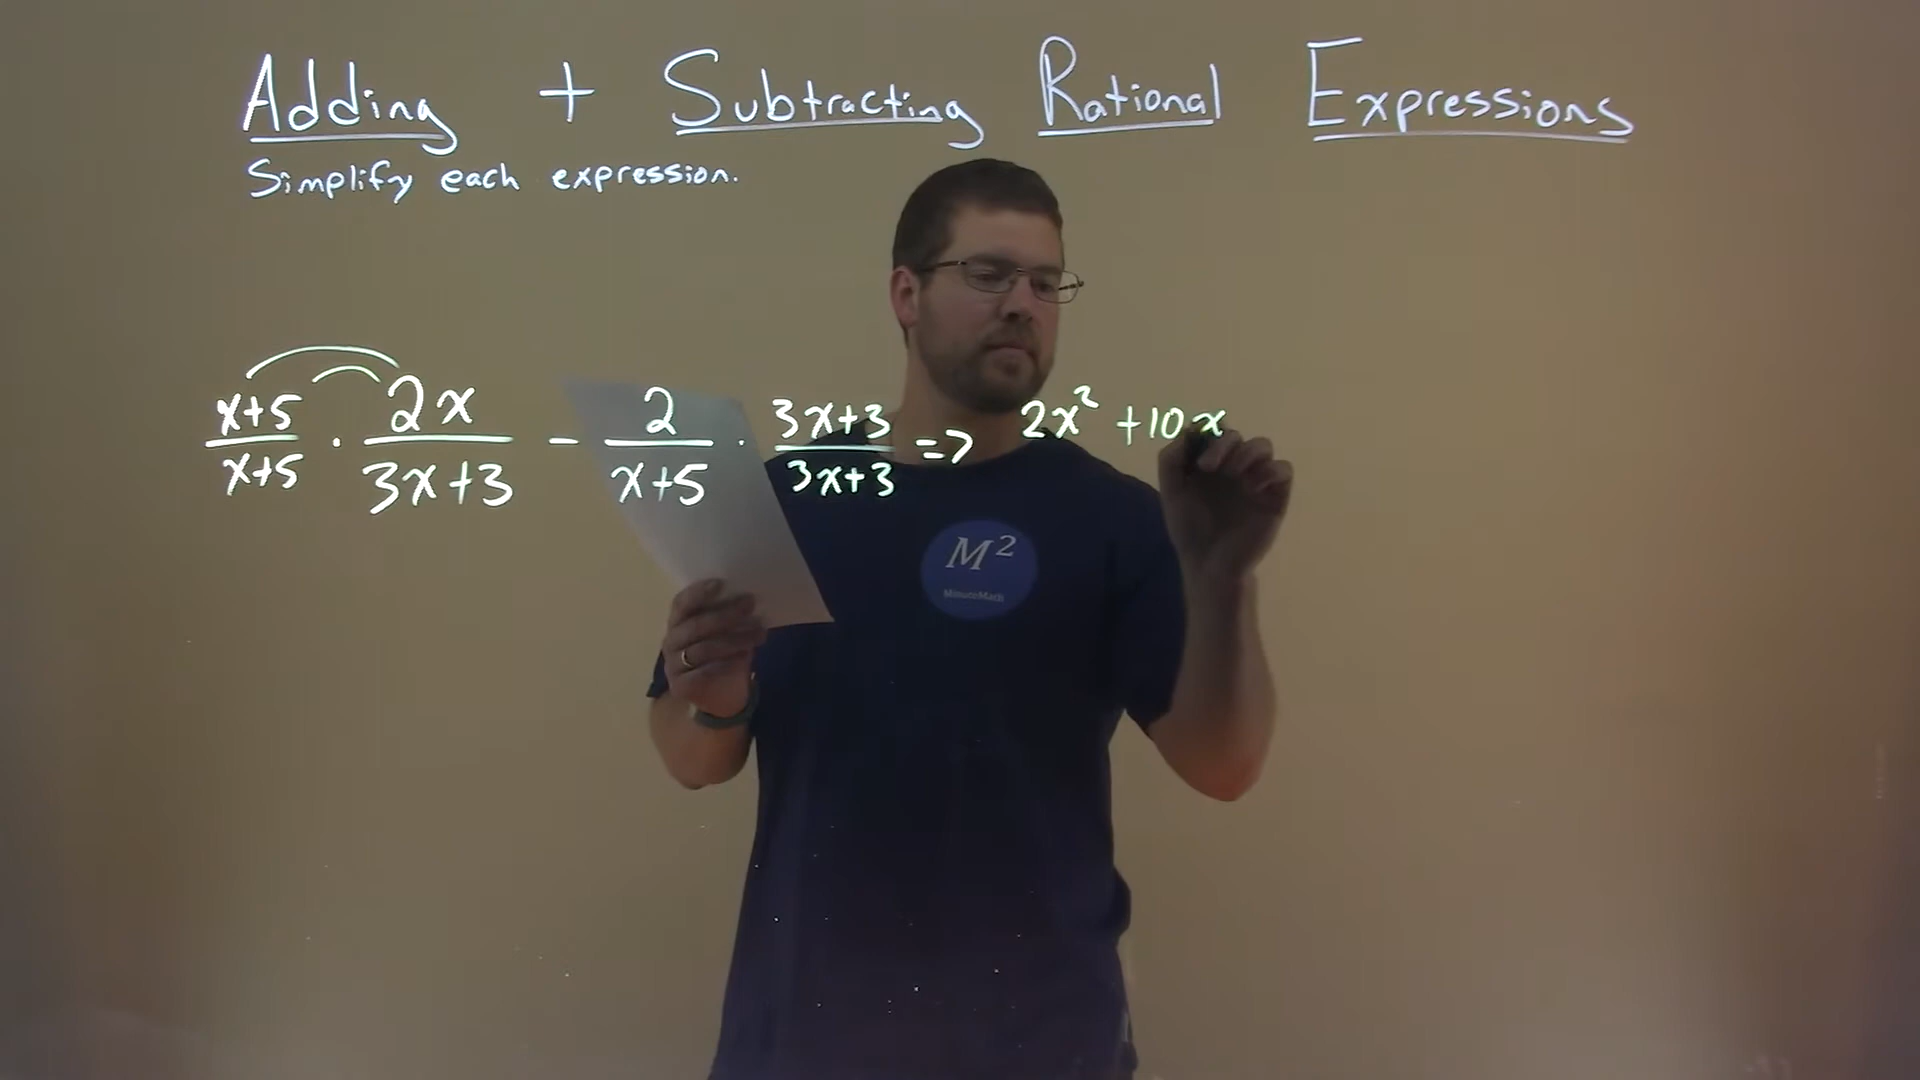 Adding + Subtracting Rational Expressions
Simplify each expression.
x+5/x+5 · 2x/3x+3 - 2/x+5 · 3x+3/3x+3 => 2x² +10x
M²
MinuteMath